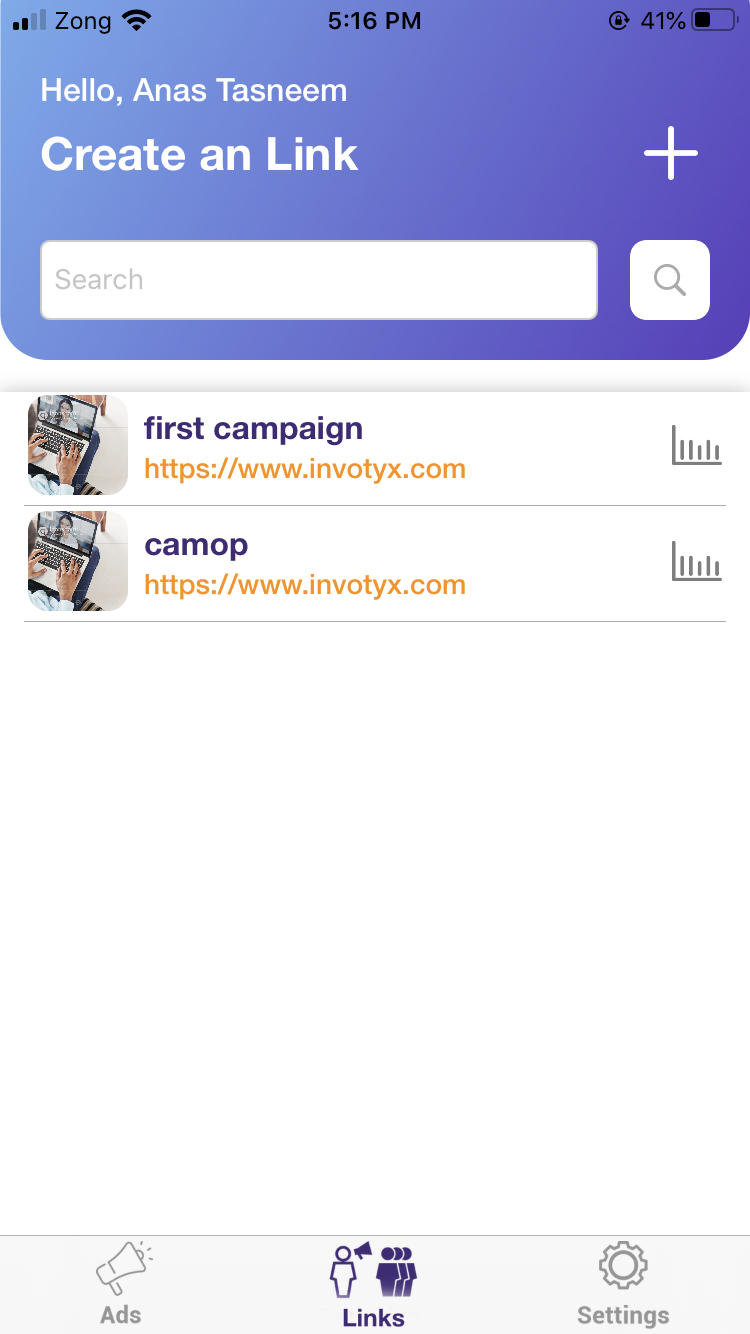 Zong 5:16 PM 41%
Hello, Anas Tasneem
Create an Link
Search
first campaign
https://www.invotyx.com
camop
https://www.invotyx.com
Ads
Links
Settings